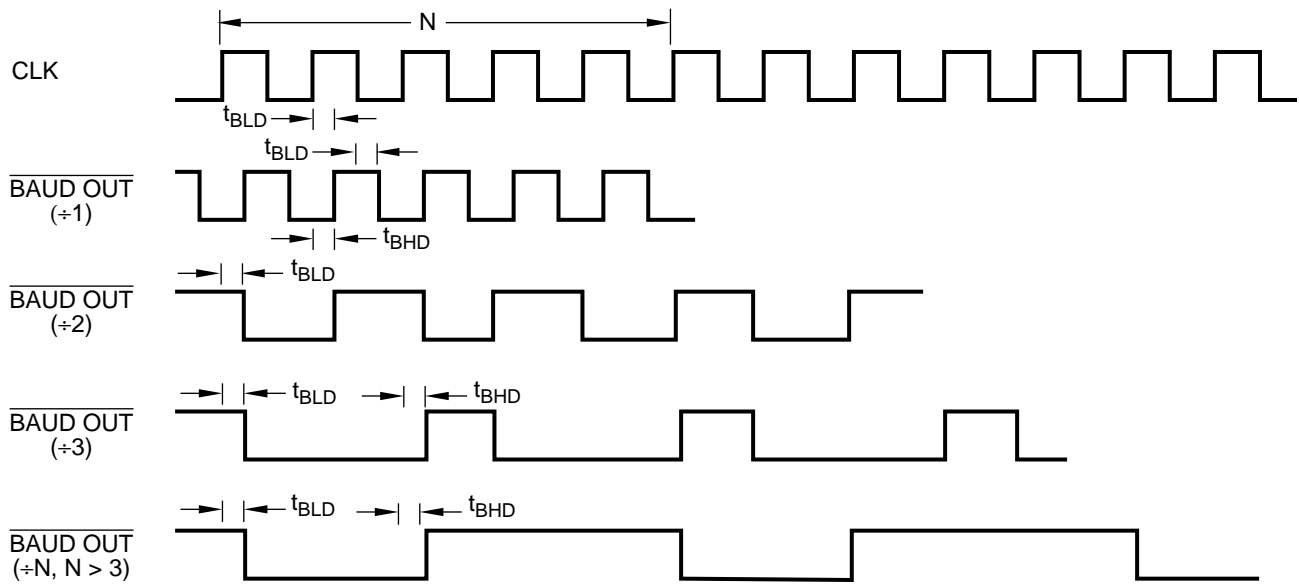 N
CLK
tBLD
tBLD
BAUD OUT
(÷1)
tBHD
tBLD
BAUD OUT
(÷2)
tBLD
tBHD
BAUD OUT
(÷3)
tBLD
tBHD
BAUD OUT
(÷N, N > 3)